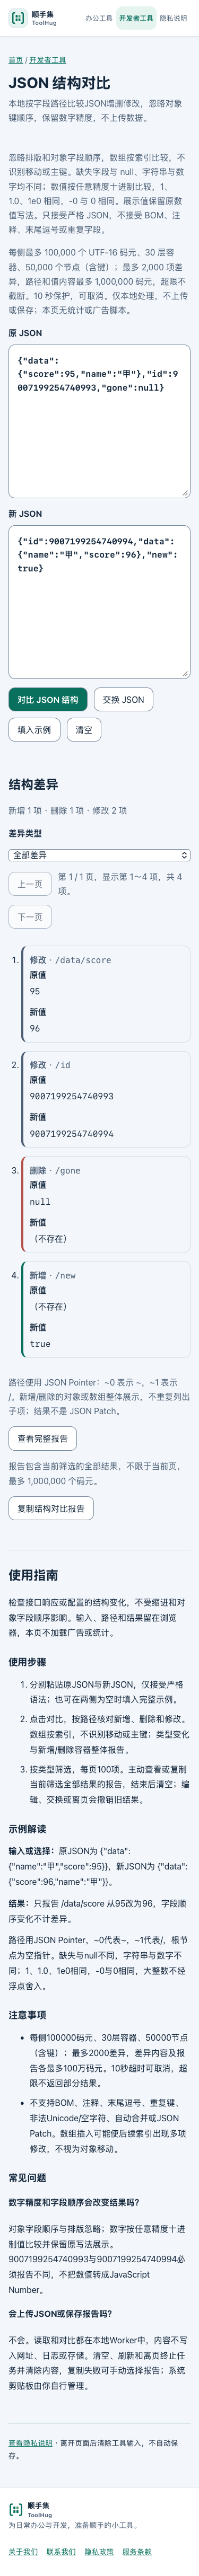 顺手集
ToolHug
办公工具
开发者工具
隐私说明
首页 / 开发者工具
JSON 结构对比
本地按字段路径比较JSON增删修改，忽略对象
键顺序，保留数字精度，不上传数据。
忽略排版和对象字段顺序，数组按索引比较，不
识别移动或主键。缺失字段与 null、字符串与数
字均不同；数值按任意精度十进制比较，1、
1.0、1e0 相同，-0 与 0 相同。展示值保留原数
值写法。只接受严格 JSON，不接受 BOM、注
释、末尾逗号或重复字段。
每侧最多 100,000 个 UTF-16 码元、30 层容
器、50,000 个节点（含键）；最多 2,000 项差
异，路径和值内容最多 1,000,000 码元，超限不
截断。10 秒保护，可取消。仅本地处理，不上传
或保存；本页无统计或广告脚本。
原 JSON
{"data":
{"score":95,"name":"甲"},"id":9
007199254740993,"gone":null}
新 JSON
{"id":9007199254740994,"data":
{"name":"甲","score":96},"new":
true}
对比 JSON 结构
交换 JSON
填入示例
清空
结构差异
新增 1 项 · 删除 1 项 · 修改 2 项
差异类型
全部差异
上一页
第 1 / 1 页，显示第 1～4 项，共 4
项。
下一页
1. 修改 · /data/score
原值
95
新值
96
2. 修改 · /id
原值
9007199254740993
新值
9007199254740994
3. 删除 · /gone
原值
null
新值
（不存在）
4. 新增 · /new
原值
（不存在）
新值
true
路径使用 JSON Pointer：~0 表示 ~，~1 表示
/。新增/删除的对象或数组整体展示，不重复列出
子项；结果不是 JSON Patch。
查看完整报告
报告包含当前筛选的全部结果，不限于当前页，
最多 1,000,000 个码元。
复制结构对比报告
使用指南
检查接口响应或配置的结构变化，不受缩进和对
象字段顺序影响。输入、路径和结果留在浏览
器，本页不加载广告或统计。
使用步骤
1. 分别粘贴原JSON与新JSON，仅接受严格
语法；也可在两侧为空时填入完整示例。
2. 点击对比，按路径核对新增、删除和修改。
数组按索引，不识别移动或主键；类型变化
与新增/删除容器整体报告。
3. 按类型筛选，每页100项。主动查看或复制
当前筛选全部结果的报告，结束后清空；编
辑、交换或离页会撤销旧结果。
示例解读
输入或选择：原JSON为 {"data":
{"name":"甲","score":95}}，新JSON为 {"data":
{"score":96,"name":"甲"}}。
结果：只报告 /data/score 从95改为96，字段顺
序变化不计差异。
路径用JSON Pointer，~0代表~，~1代表/，根节
点为空指针。缺失与null不同，字符串与数字不
同；1、1.0、1e0相同，-0与0相同，大整数不经
浮点舍入。
注意事项
• 每侧100000码元、30层容器、50000节点
（含键）；最多2000差异，差异内容及报
告各最多100万码元。10秒超时可取消，超
限不返回部分结果。
• 不支持BOM、注释、末尾逗号、重复键、
非法Unicode/空字符、自动合并或JSON
Patch。数组插入可能使后续索引出现多项
修改，不视为对象移动。
常见问题
数字精度和字段顺序会改变结果吗？
对象字段顺序与排版忽略；数字按任意精度十进
制值比较并保留原写法展示。
9007199254740993与9007199254740994必
须报告不同，不把数值转成JavaScript
Number。
会上传JSON或保存报告吗？
不会。读取和对比都在本地Worker中，内容不写
入网址、日志或存储。清空、刷新和离页终止任
务并清除内容，复制失败可手动选择报告；系统
剪贴板由你自行管理。
查看隐私说明 · 离开页面后清除工具输入，不自动保
存。
顺手集
ToolHug
为日常办公与开发，准备顺手的小工具。
关于我们
联系我们
隐私政策
服务条款